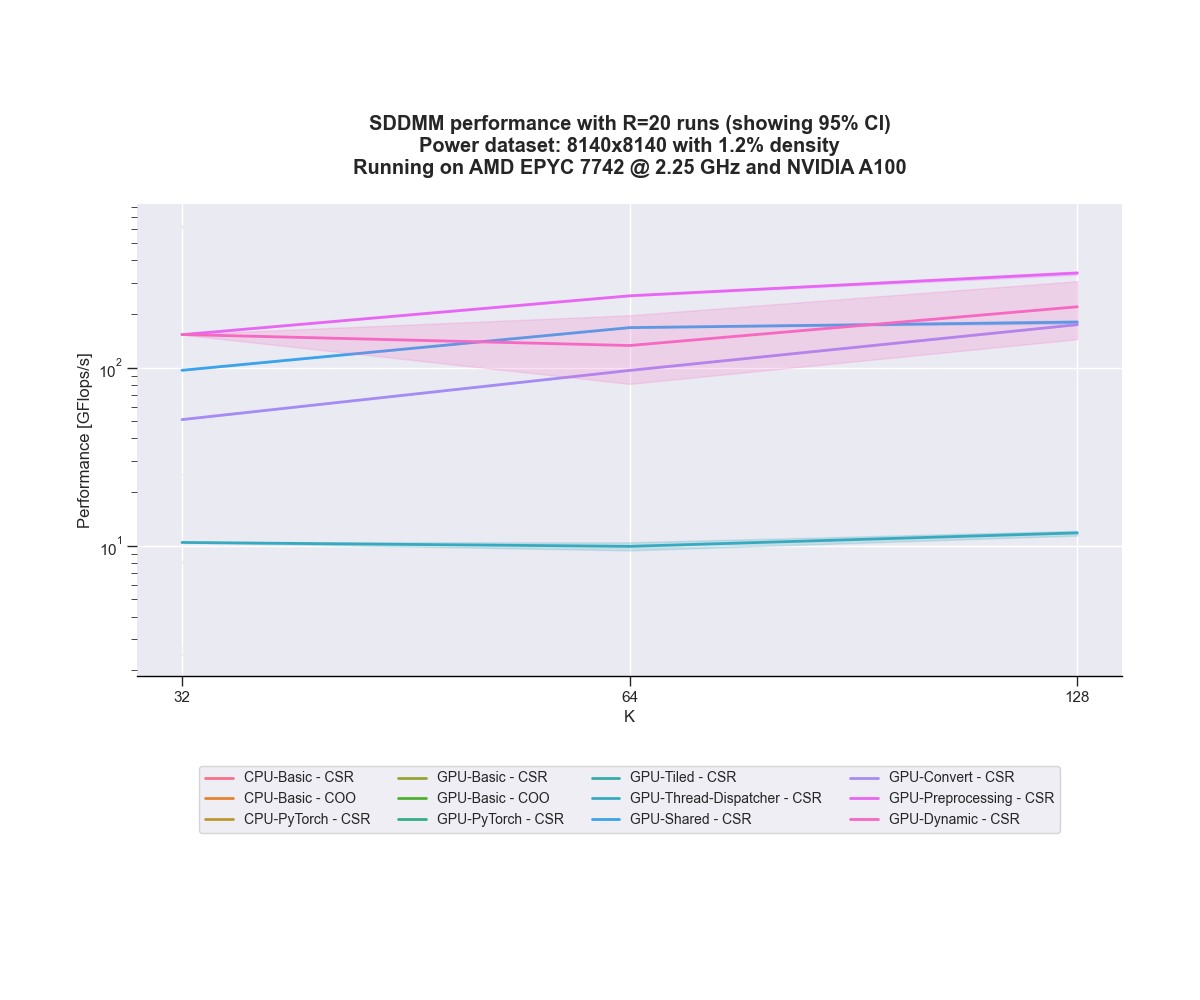 SDDMM performance with R=20 runs (showing 95% CI)
Power dataset: 8140x8140 with 1.2% density
Running on AMD EPYC 7742 @ 2.25 GHz and NVIDIA A100
Performance [GFlops/s]
10^2
10^1
32 64 128
K
CPU-Basic - CSR GPU-Basic - CSR GPU-Tiled - CSR GPU-Convert - CSR
CPU-Basic - COO GPU-Basic - COO GPU-Thread-Dispatcher - CSR GPU-Preprocessing - CSR
CPU-PyTorch - CSR GPU-PyTorch - CSR GPU-Shared - CSR GPU-Dynamic - CSR